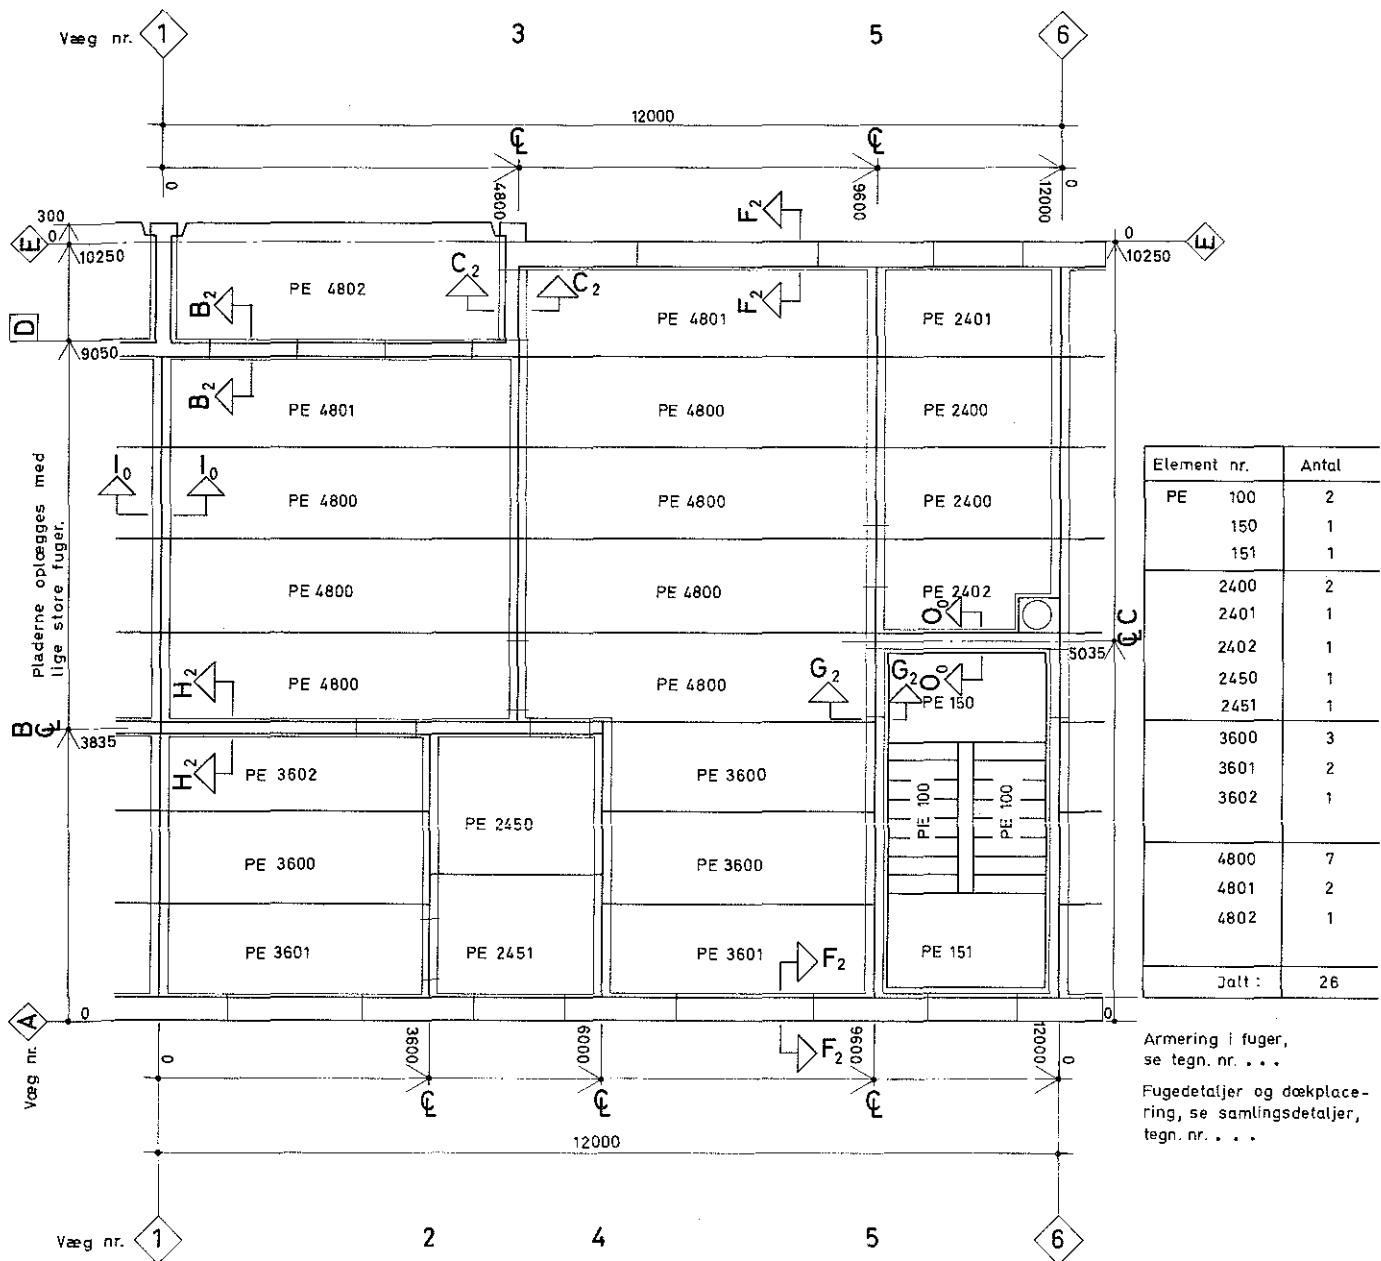 Væg nr. 1 3 5 6
12000
℄ ℄
0 4800 9600 12000 0
300
0
E
10250
D
9050
0
E
10250
F2
F2
C2 C2
B2
B2
PE 4802
PE 4801
PE 2401
PE 4801
PE 4800
PE 2400
I0 I0
PE 4800
PE 4800
PE 2400
PE 4800
PE 4800
PE 2402
O0
O0
℄ C
5035
H2
H2
PE 4800
PE 4800
G2 G2
PE 150
B ℄
3835
Pladerne oplægges med
lige store fuger.
PE 3602
PE 2450
PE 3600
PE 100
PE 100
PE 3600
PE 3600
PE 3601
PE 2451
PE 3601
F2
PE 151
A
0
0
F2
Væg nr.
0 3600 6000 9600 12000 0
℄ ℄ ℄
12000
Væg nr. 1 2 4 5 6
Element nr. Antal
PE 100 2
150 1
151 1
2400 2
2401 1
2402 1
2450 1
2451 1
3600 3
3601 2
3602 1
4800 7
4801 2
4802 1
Ialt: 26
Armering i fuger,
se tegn. nr. . . .
Fugedetaljer og dækplace-
ring, se samlingsdetaljer,
tegn. nr. . . .